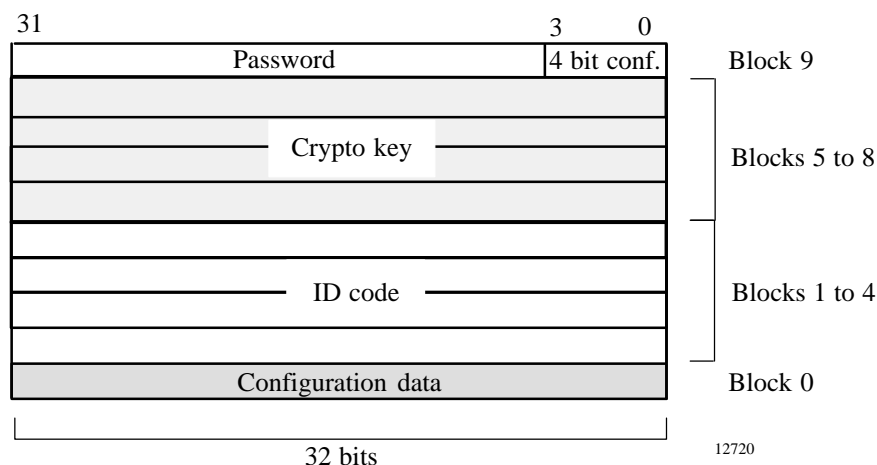 31 3 0
Password 4 bit conf. Block 9
Crypto key Blocks 5 to 8
ID code Blocks 1 to 4
Configuration data Block 0
32 bits 12720